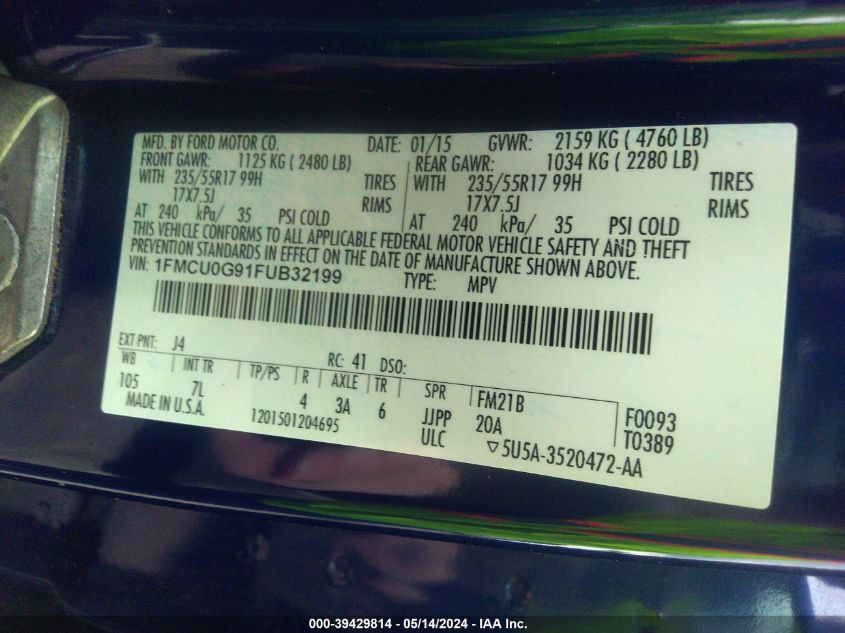 MFD. BY FORD MOTOR CO. DATE: 01/15 GVWR: 2159 KG ( 4760 LB)
FRONT GAWR: 1125 KG ( 2480 LB) REAR GAWR: 1034 KG ( 2280 LB)
WITH 235/55R17 99H TIRES WITH 235/55R17 99H TIRES
17X7.5J RIMS 17X7.5J RIMS
AT 240 kPa/ 35 PSI COLD AT 240 kPa/ 35 PSI COLD
THIS VEHICLE CONFORMS TO ALL APPLICABLE FEDERAL MOTOR VEHICLE SAFETY AND THEFT
PREVENTION STANDARDS IN EFFECT ON THE DATE OF MANUFACTURE SHOWN ABOVE.
VIN: 1FMCU0G91FUB32199 TYPE: MPV
EXT PNT: J4 RC: 41 DSO:
WB INT TR TP/PS R AXLE TR SPR FM21B F0093
105 7L 4 3A 6 JJPP 20A T0389
MADE IN U.S.A. 1201501204695 ULC ▽5U5A-3520472-AA
000-39429814 - 05/14/2024 - IAA Inc.